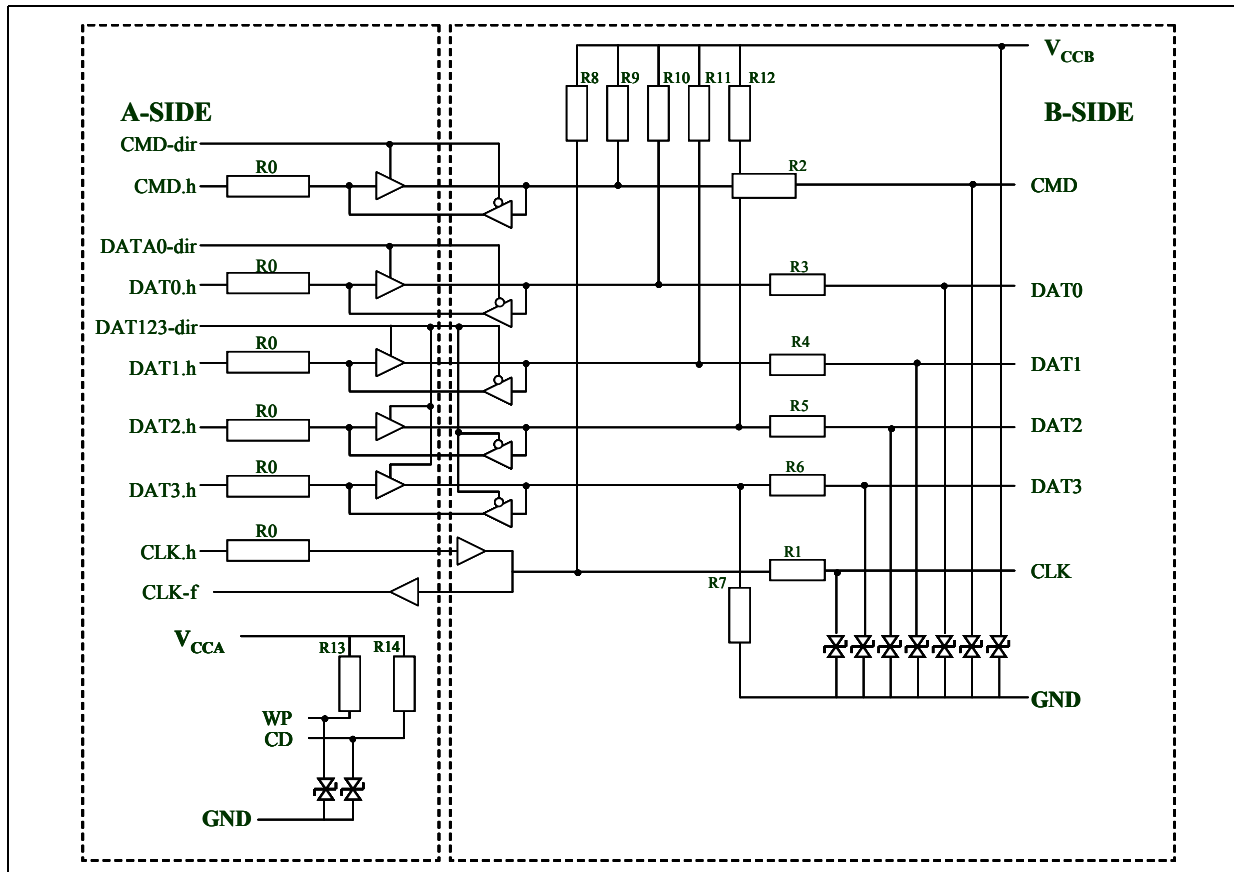 V CCB
R8 R9 R10 R11 R12
A-SIDE B-SIDE
CMD-dir
R0 R2
CMD.h CMD
DATA0-dir
R0 R3
DAT0.h DAT0
DAT123-dir
R0 R4
DAT1.h DAT1
R0 R5
DAT2.h DAT2
R0 R6
DAT3.h DAT3
R0 R1
CLK.h CLK
CLK-f R7
V CCA R13 R14
WP GND
CD
GND